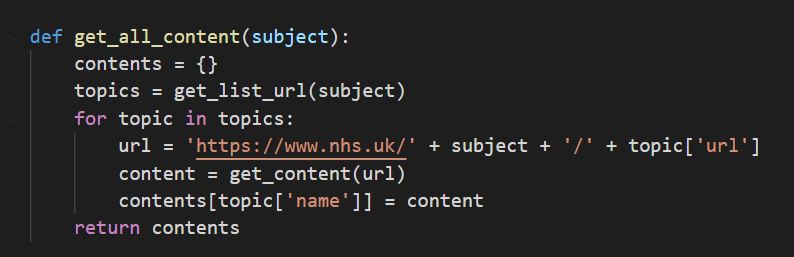 def get_all_content(subject):
    contents = {}
    topics = get_list_url(subject)
    for topic in topics:
        url = 'https://www.nhs.uk/' + subject + '/' + topic['url']
        content = get_content(url)
        contents[topic['name']] = content
    return contents